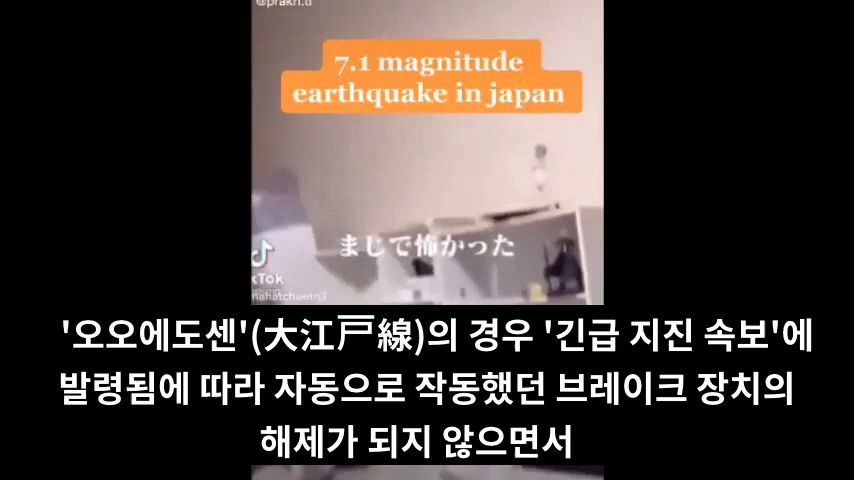 @prakri.ti
7.1 magnitude
earthquake in japan
まじで怖かった
kTok
'오오에도센'(大江戸線)의 경우 '긴급 지진 속보'에
발령됨에 따라 자동으로 작동했던 브레이크 장치의
해제가 되지 않으면서